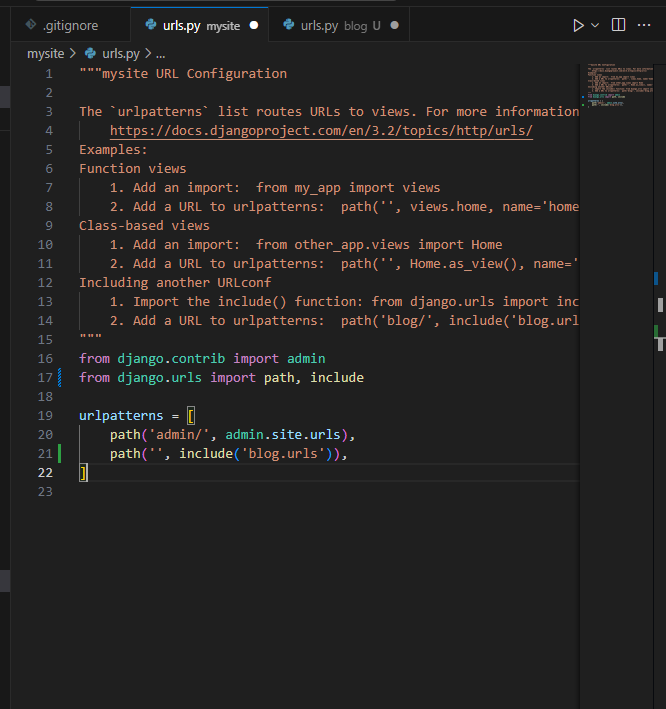 .gitignore
urls.py mysite
urls.py blog U
mysite > urls.py > ...
1 """mysite URL Configuration
2
3 The `urlpatterns` list routes URLs to views. For more information
4 https://docs.djangoproject.com/en/3.2/topics/http/urls/
5 Examples:
6 Function views
7 1. Add an import:  from my_app import views
8 2. Add a URL to urlpatterns:  path('', views.home, name='home
9 Class-based views
10 1. Add an import:  from other_app.views import Home
11 2. Add a URL to urlpatterns:  path('', Home.as_view(), name='
12 Including another URLconf
13 1. Import the include() function: from django.urls import inc
14 2. Add a URL to urlpatterns:  path('blog/', include('blog.url
15 """
16 from django.contrib import admin
17 from django.urls import path, include
18
19 urlpatterns = [
20 path('admin/', admin.site.urls),
21 path('', include('blog.urls')),
22 ]
23